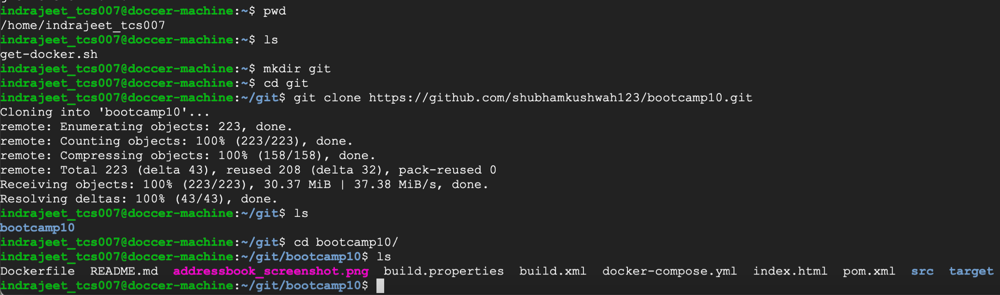 indrajeet_tcs007@doccer-machine:~$ pwd
/home/indrajeet_tcs007
indrajeet_tcs007@doccer-machine:~$ ls
get-docker.sh
indrajeet_tcs007@doccer-machine:~$ mkdir git
indrajeet_tcs007@doccer-machine:~$ cd git
indrajeet_tcs007@doccer-machine:~/git$ git clone https://github.com/shubhamkushwah123/bootcamp10.git
Cloning into 'bootcamp10'...
remote: Enumerating objects: 223, done.
remote: Counting objects: 100% (223/223), done.
remote: Compressing objects: 100% (158/158), done.
remote: Total 223 (delta 43), reused 208 (delta 32), pack-reused 0
Receiving objects: 100% (223/223), 30.37 MiB | 37.38 MiB/s, done.
Resolving deltas: 100% (43/43), done.
indrajeet_tcs007@doccer-machine:~/git$ ls
bootcamp10
indrajeet_tcs007@doccer-machine:~/git$ cd bootcamp10/
indrajeet_tcs007@doccer-machine:~/git/bootcamp10$ ls
Dockerfile  README.md  addressbook_screenshot.png  build.properties  build.xml  docker-compose.yml  index.html  pom.xml  src  target
indrajeet_tcs007@doccer-machine:~/git/bootcamp10$